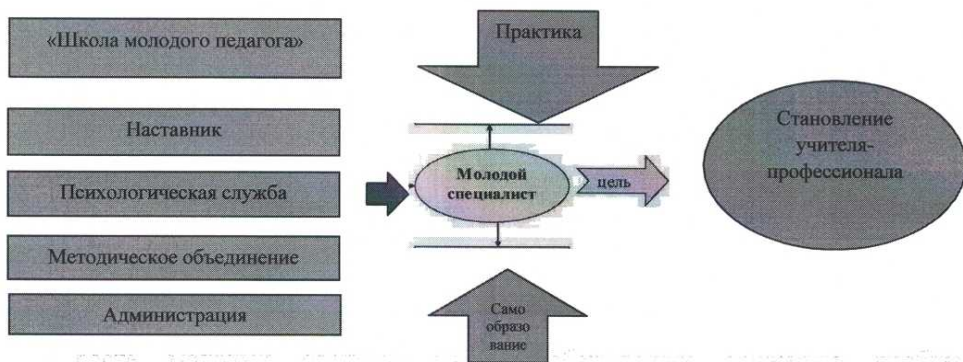 «Школа молодого педагога»
Наставник
Психологическая служба
Методическое объединение
Администрация
Практика
Молодой
специалист
цель
Само
образо
вание
Становление
учителя-
профессионала